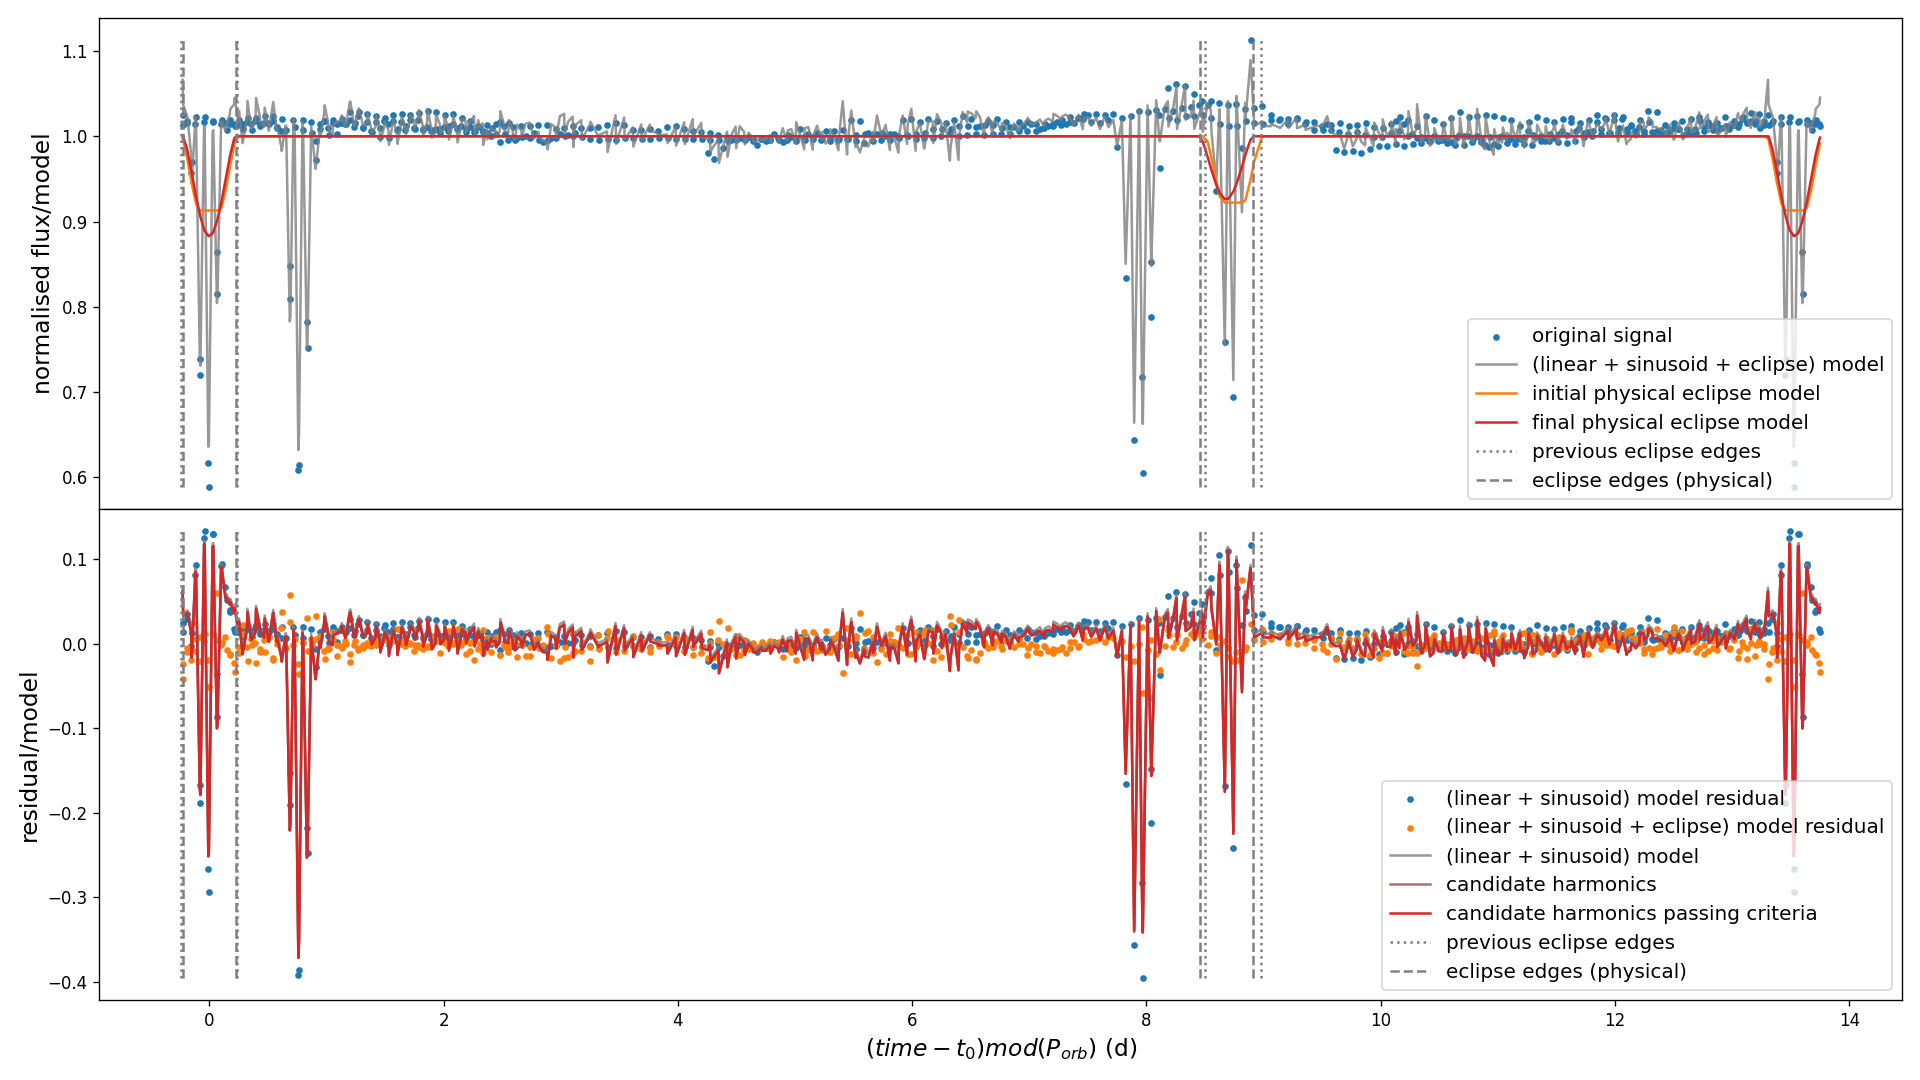 1.1
1.0
0.9
0.8
0.7
0.6
normalised flux/model
original signal
(linear + sinusoid + eclipse) model
initial physical eclipse model
final physical eclipse model
previous eclipse edges
eclipse edges (physical)
0.1
0.0
−0.1
−0.2
−0.3
−0.4
residual/model
(linear + sinusoid) model residual
(linear + sinusoid + eclipse) model residual
(linear + sinusoid) model
candidate harmonics
candidate harmonics passing criteria
previous eclipse edges
eclipse edges (physical)
0 2 4 6 8 10 12 14
(time − t₀)mod(P_orb) (d)